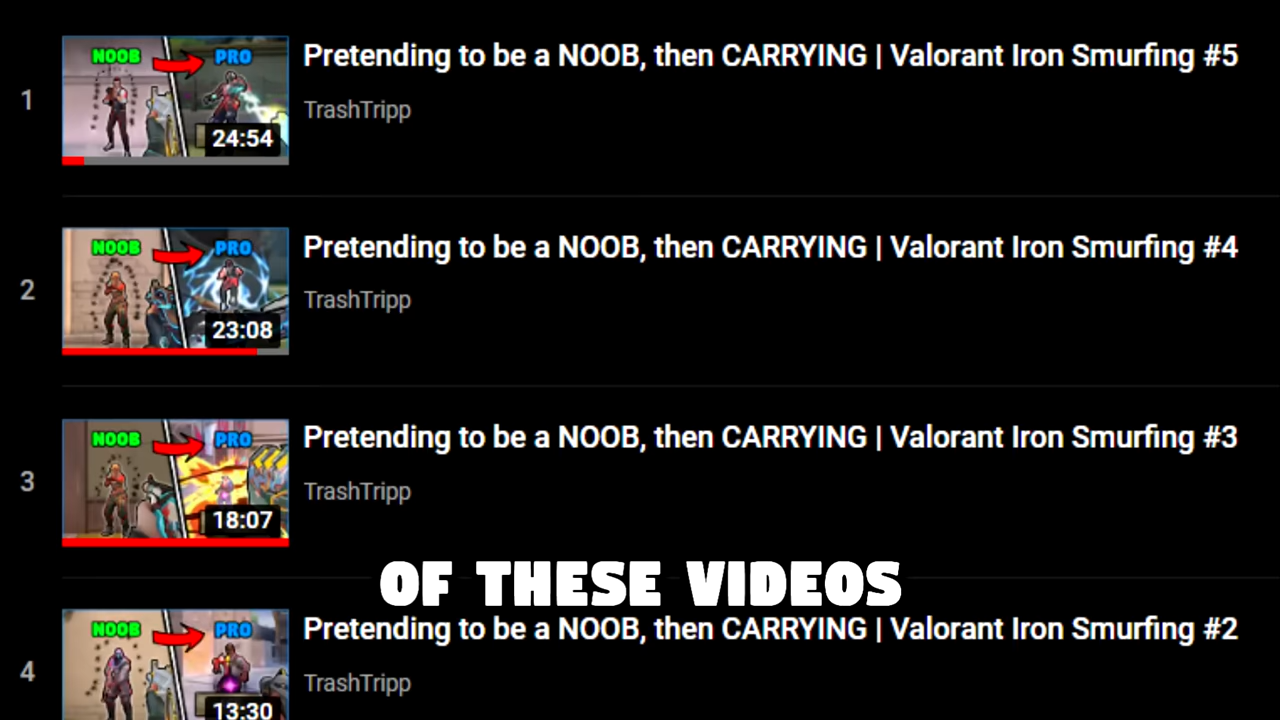 1
NOOB PRO
24:54
Pretending to be a NOOB, then CARRYING | Valorant Iron Smurfing #5
TrashTripp
2
NOOB PRO
23:08
Pretending to be a NOOB, then CARRYING | Valorant Iron Smurfing #4
TrashTripp
3
NOOB PRO
18:07
Pretending to be a NOOB, then CARRYING | Valorant Iron Smurfing #3
TrashTripp
OF THESE VIDEOS
4
NOOB PRO
13:30
Pretending to be a NOOB, then CARRYING | Valorant Iron Smurfing #2
TrashTripp